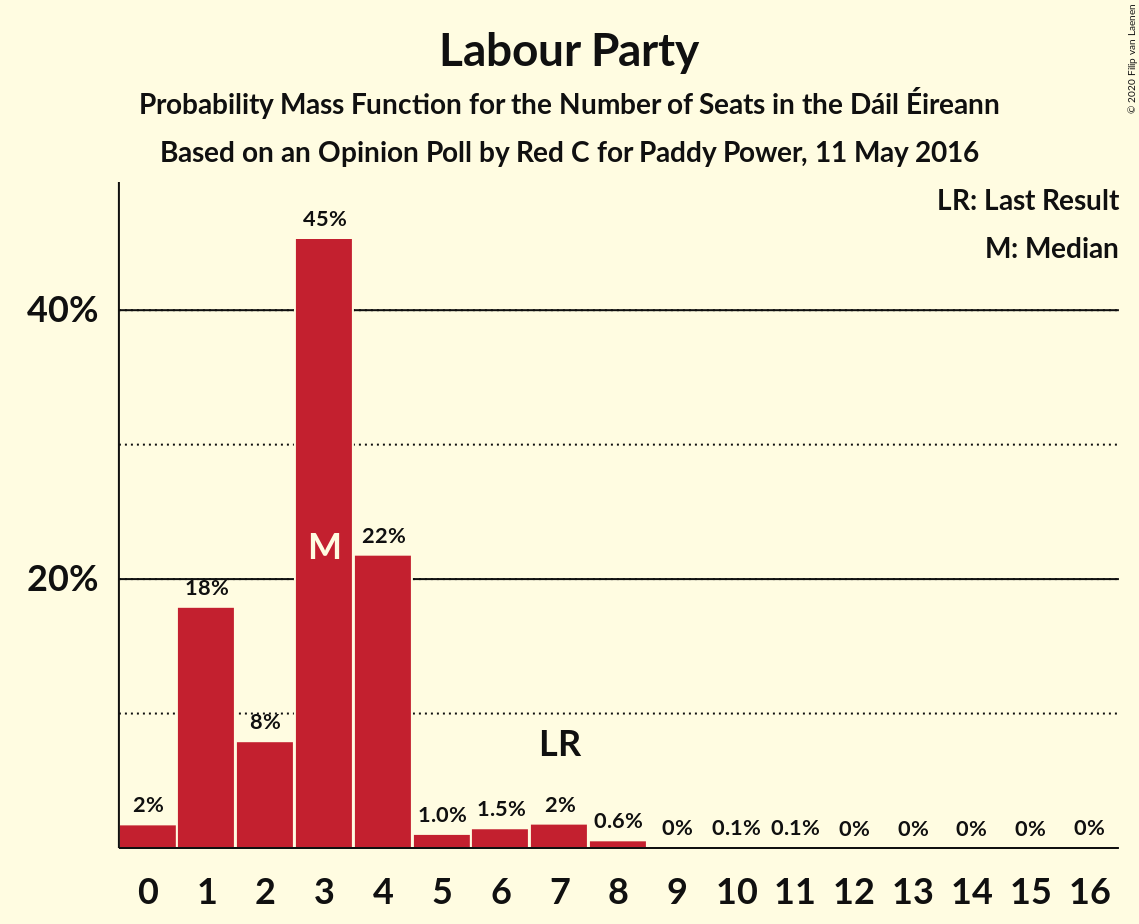 Labour Party
Probability Mass Function for the Number of Seats in the Dáil Éireann
Based on an Opinion Poll by Red C for Paddy Power, 11 May 2016
© 2020 Filip van Laenen
LR: Last Result
M: Median
45%
40%
M
22%
20%
18%
8%
LR
2%
1.0%
1.5%
2%
0.6%
0%
0.1%
0.1%
0%
0%
0%
0%
0%
0 1 2 3 4 5 6 7 8 9 10 11 12 13 14 15 16